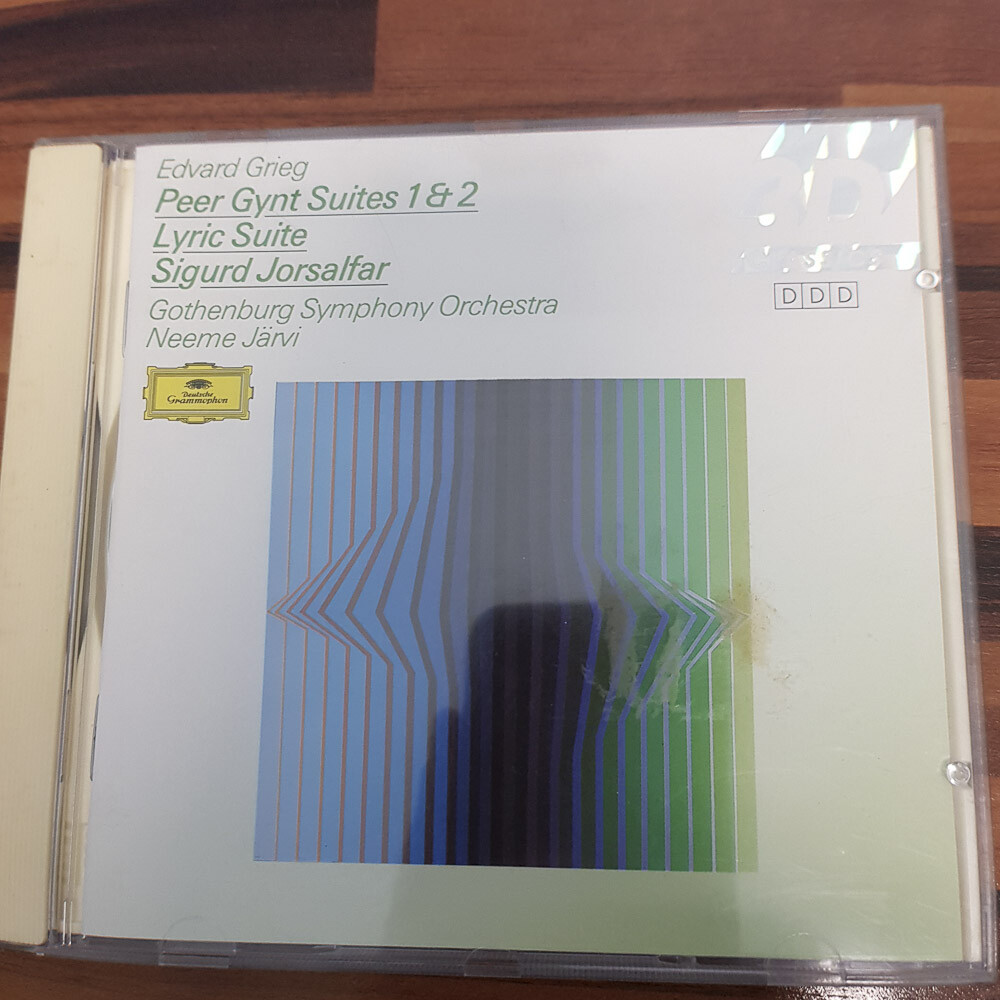 Edvard Grieg
Peer Gynt Suites 1 & 2
Lyric Suite
Sigurd Jorsalfar
Gothenburg Symphony Orchestra
Neeme Järvi
Deutsche
Grammophon
3D
DDD